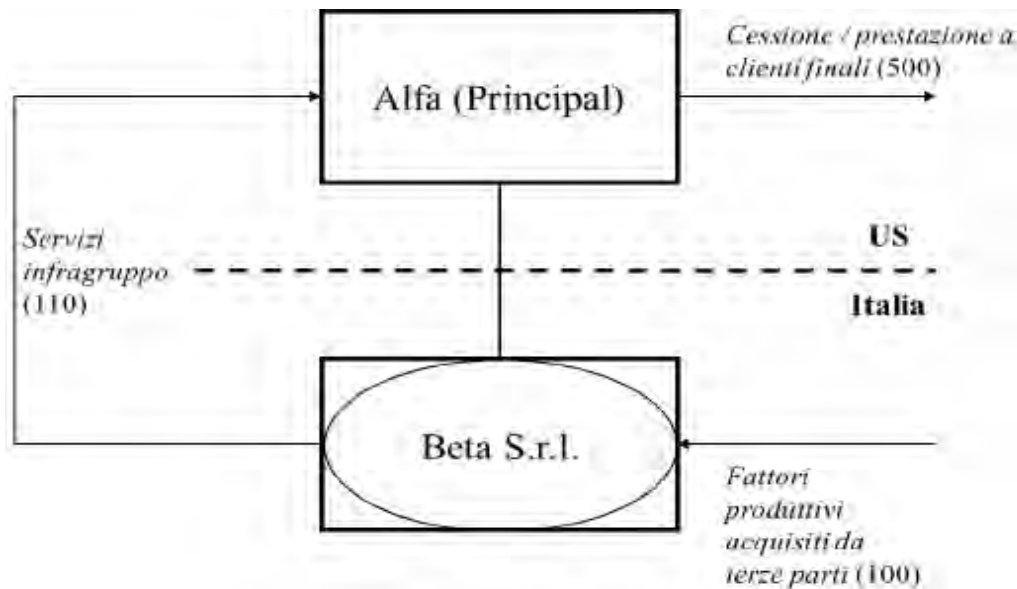 Cessione / prestazione a
clienti finali (500)
Alfa (Principal)
Servizi
infragruppo
(110)
US
Italia
Beta S.r.l.
Fattori
produttivi
acquisiti da
terze parti (100)